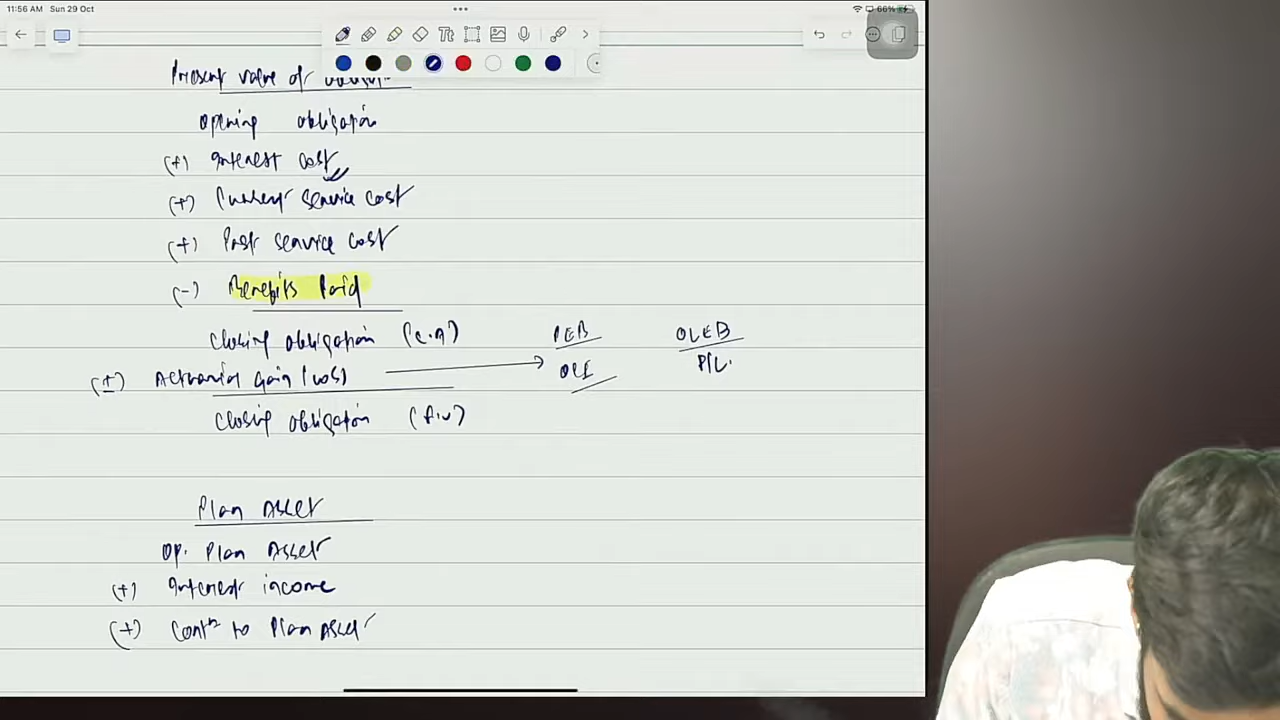 11:56 AM Sun 29 Oct
66%
Tt
Present value of
Opening obligation
(+) Interest cost
(+) Current service cost
(+) Past service cost
(-) Benefits Paid
Closing obligation (C.A)
PEB OLEB
(±) Actuarial gain (loss) OCI P/L.
Closing obligation (f.v)
Plan Asset
OP. Plan Asset
(+) Interest income
(+) Contn to Plan Asset